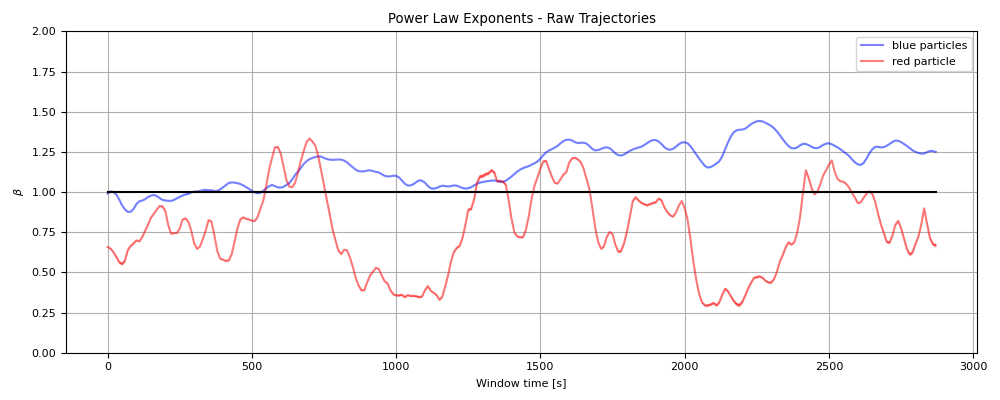 Power Law Exponents - Raw Trajectories
2.00
1.75
1.50
1.25
1.00
0.75
0.50
0.25
0.00
β
blue particles
red particle
0 500 1000 1500 2000 2500 3000
Window time [s]